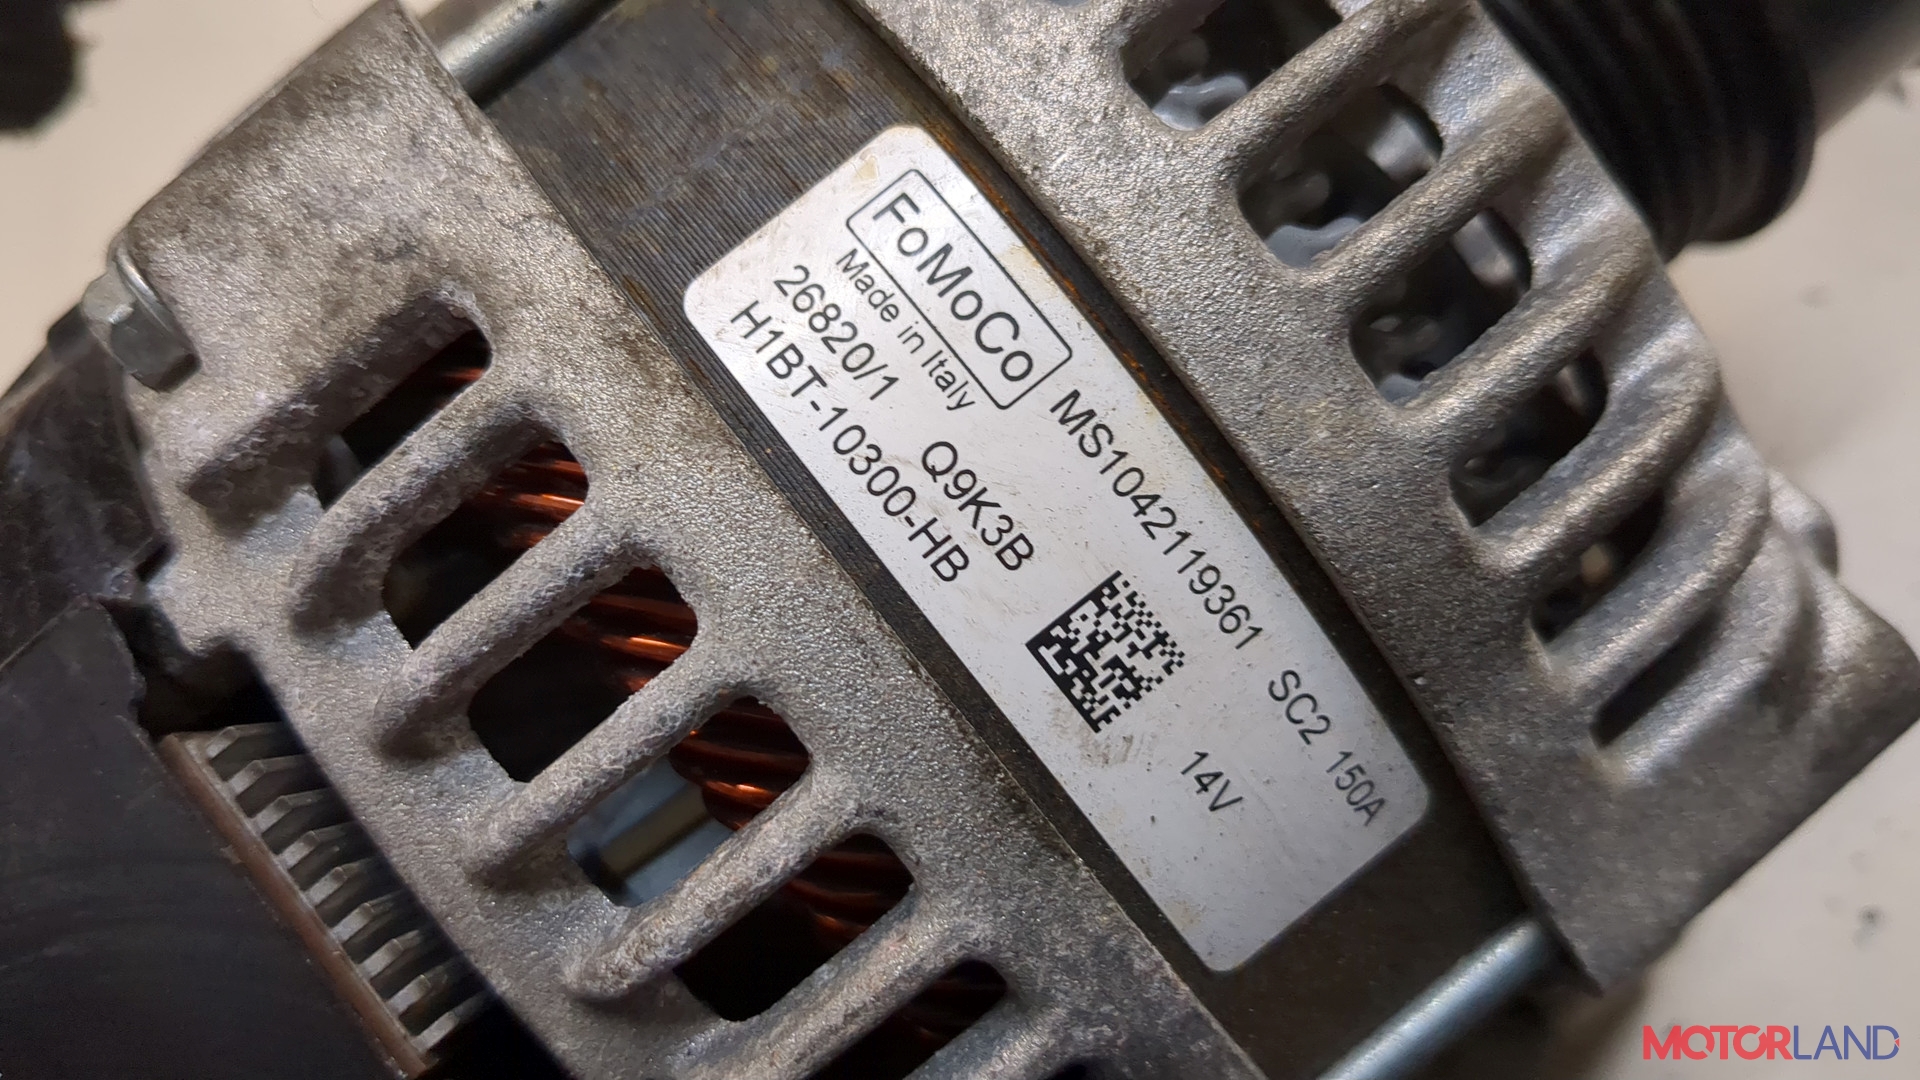 FoMoCo MS1042119361 SC2 150A
Made in Italy
26820/1 Q9K3B 14V
H1BT-10300-HB
MOTORLAND